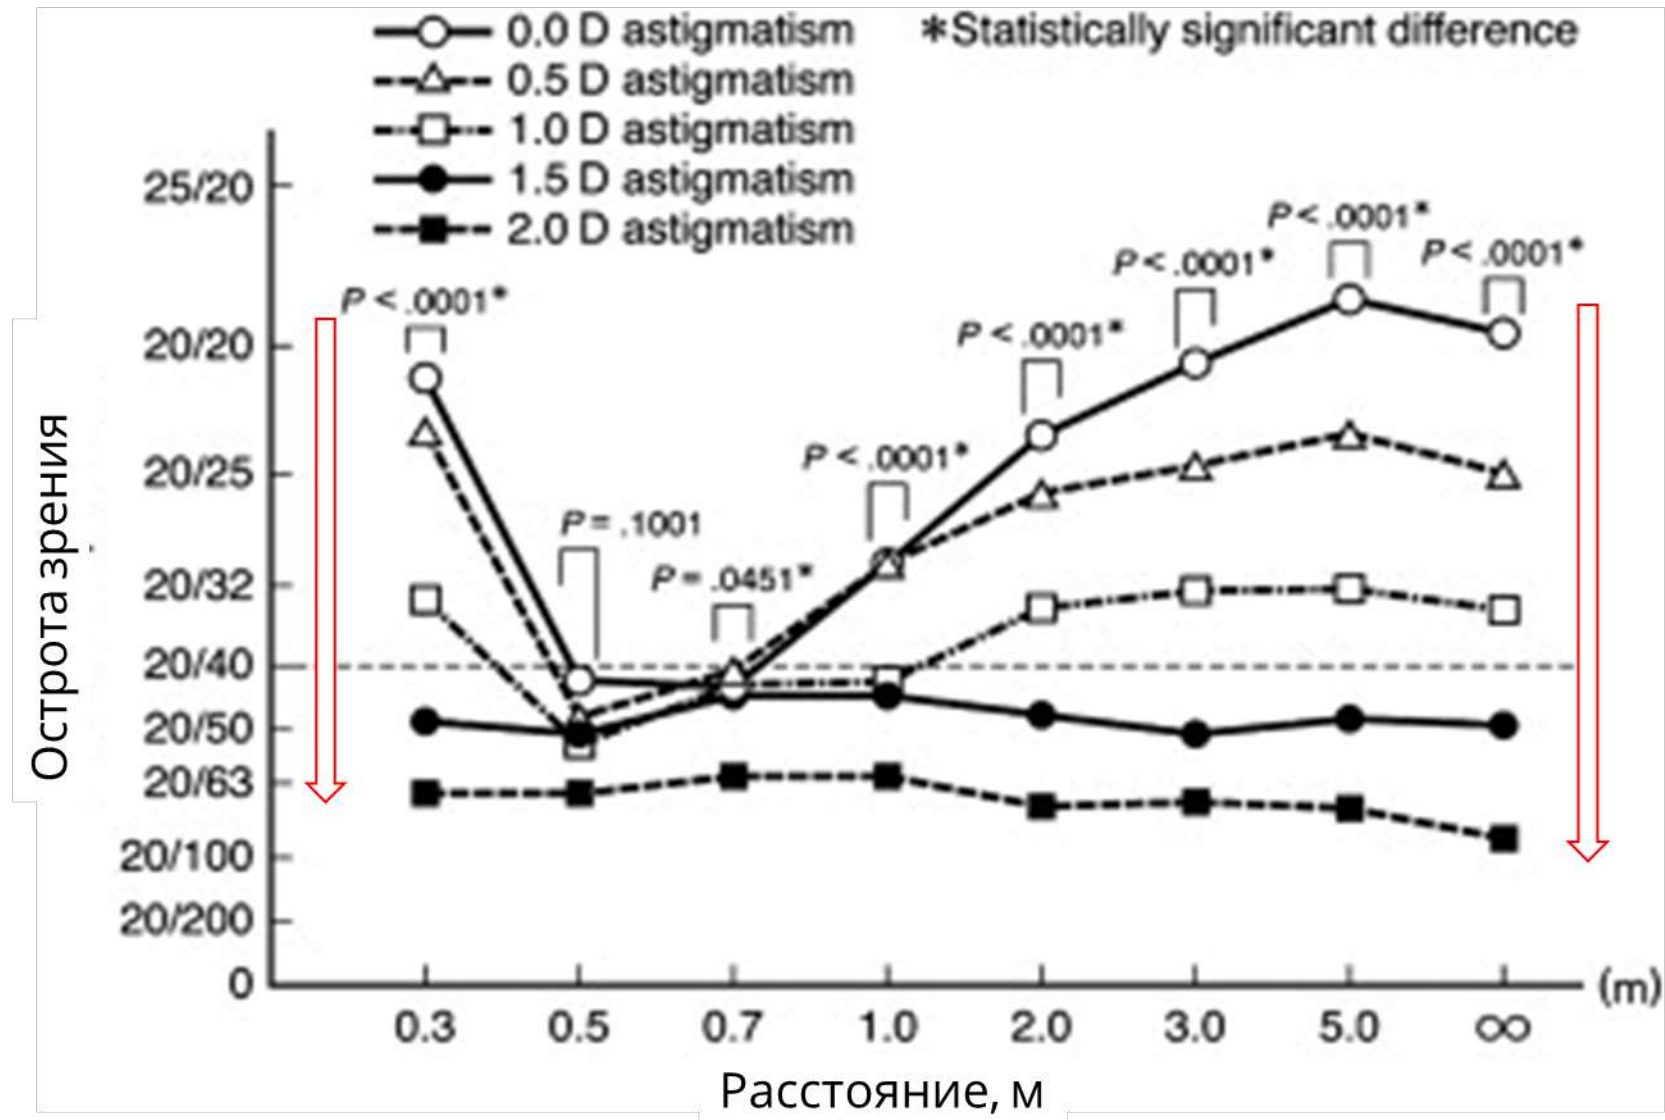 0.0 D astigmatism
*Statistically significant difference
0.5 D astigmatism
1.0 D astigmatism
1.5 D astigmatism
2.0 D astigmatism
25/20
20/20
20/25
20/32
20/40
20/50
20/63
20/100
20/200
0
Острота зрения
P < .0001*
P = .1001
P = .0451*
P < .0001*
P < .0001*
P < .0001*
P < .0001*
P < .0001*
0.3 0.5 0.7 1.0 2.0 3.0 5.0 ∞ (m)
Расстояние, м